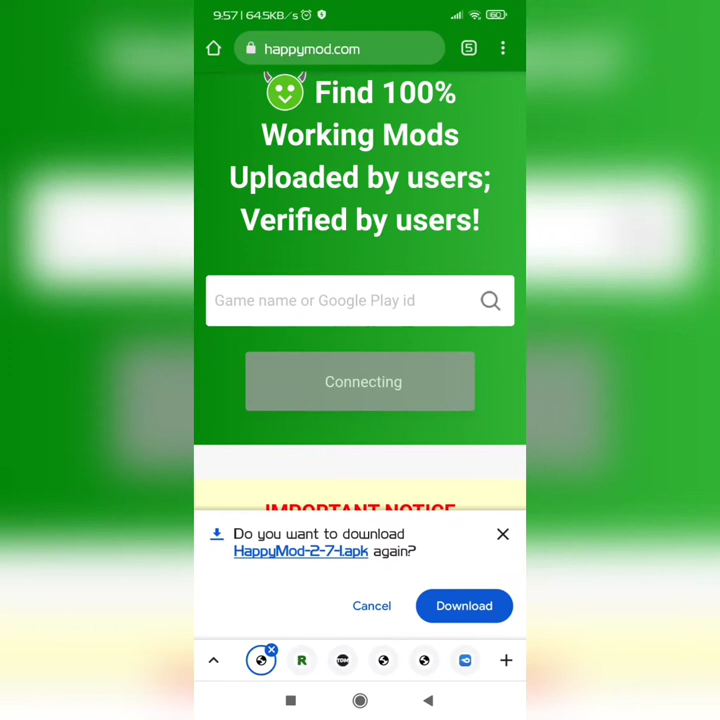 9:57 | 64.5KB/s
60
happymod.com
5
Find 100%
Working Mods
Uploaded by users;
Verified by users!
Game name or Google Play id
Connecting
IMPORTANT NOTICE
Do you want to download
HappyMod-2-7-1.apk again?
Cancel
Download
R
TDM